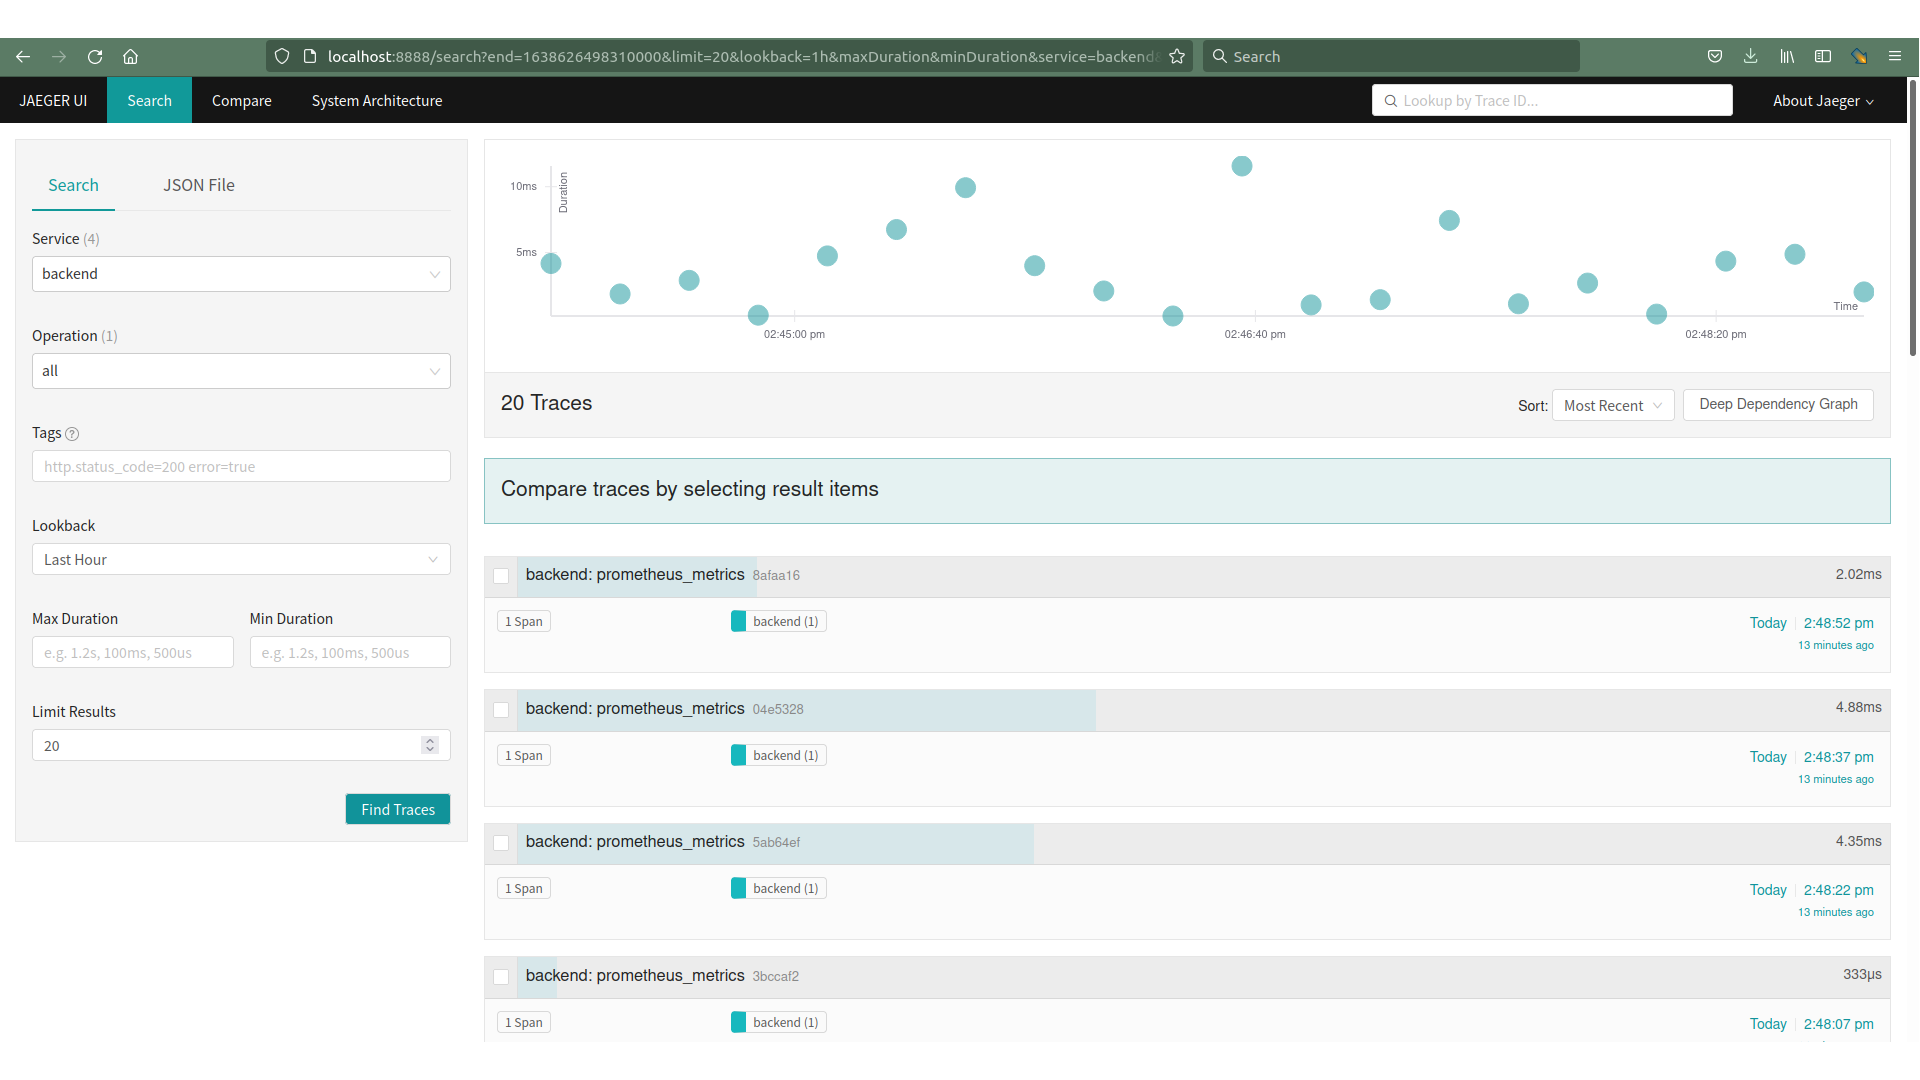 localhost:8888/search?end=1638626498310000&limit=20&lookback=1h&maxDuration&minDuration&service=backend
Search
JAEGER UI
Search
Compare
System Architecture
Lookup by Trace ID...
About Jaeger
Search
JSON File
Service (4)
backend
Operation (1)
all
Tags
http.status_code=200 error=true
Lookback
Last Hour
Max Duration
Min Duration
e.g. 1.2s, 100ms, 500us
e.g. 1.2s, 100ms, 500us
Limit Results
20
Find Traces
Duration
10ms
5ms
Time
02:45:00 pm
02:46:40 pm
02:48:20 pm
20 Traces
Sort:
Most Recent
Deep Dependency Graph
Compare traces by selecting result items
backend: prometheus_metrics 8afaa16
2.02ms
1 Span
backend (1)
Today
2:48:52 pm
13 minutes ago
backend: prometheus_metrics 04e5328
4.88ms
1 Span
backend (1)
Today
2:48:37 pm
13 minutes ago
backend: prometheus_metrics 5ab64ef
4.35ms
1 Span
backend (1)
Today
2:48:22 pm
13 minutes ago
backend: prometheus_metrics 3bccaf2
333μs
1 Span
backend (1)
Today
2:48:07 pm